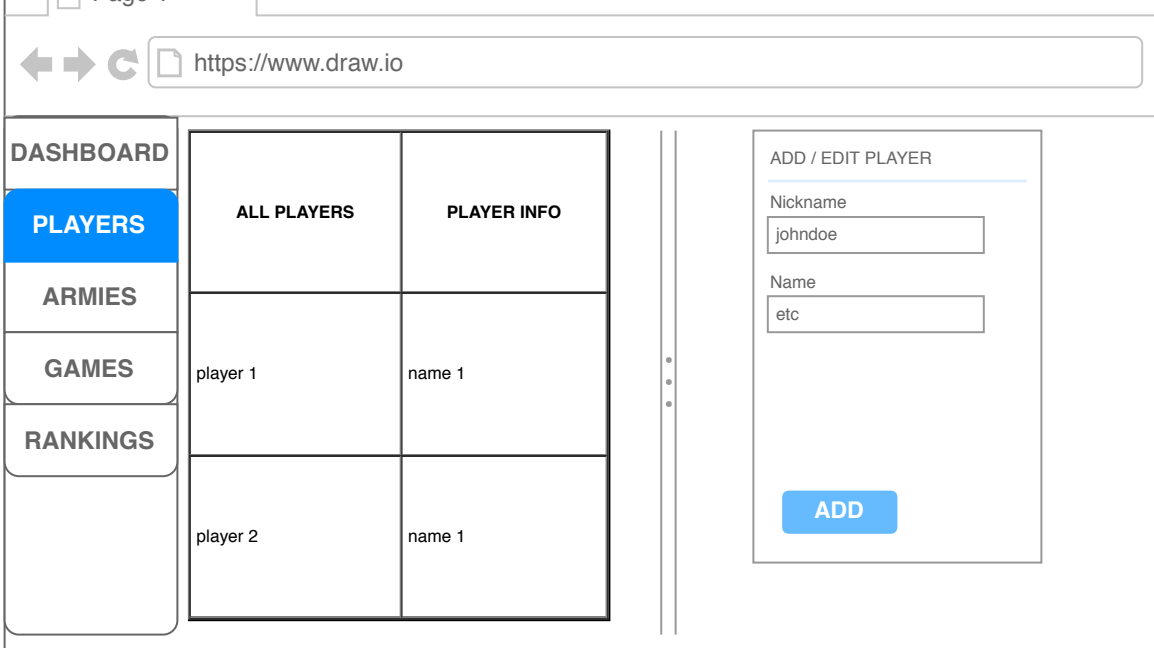 https://www.draw.io
DASHBOARD
PLAYERS
ARMIES
GAMES
RANKINGS
ALL PLAYERS
PLAYER INFO
player 1
name 1
player 2
name 1
ADD / EDIT PLAYER
Nickname
johndoe
Name
etc
ADD